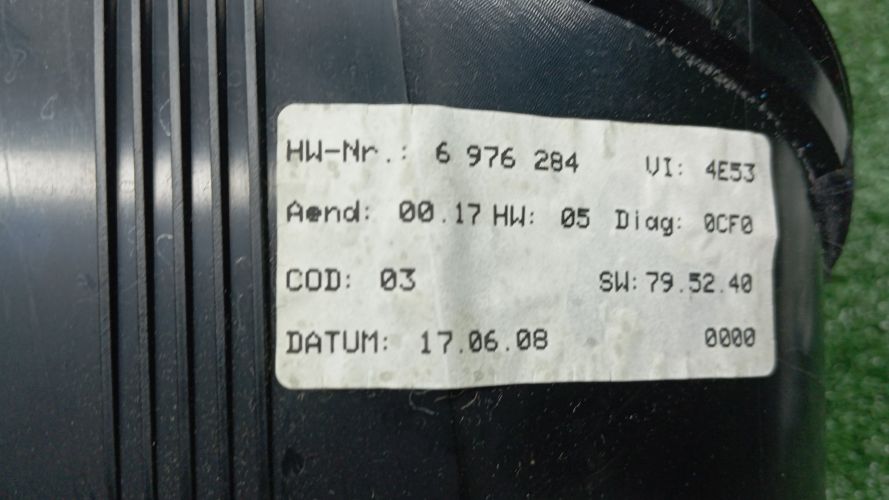 HW-Nr.: 6 976 284 VI: 4E53
Aend: 00.17 HW: 05 Diag: 0CF0
COD: 03 SW: 79.52.40
DATUM: 17.06.08 0000